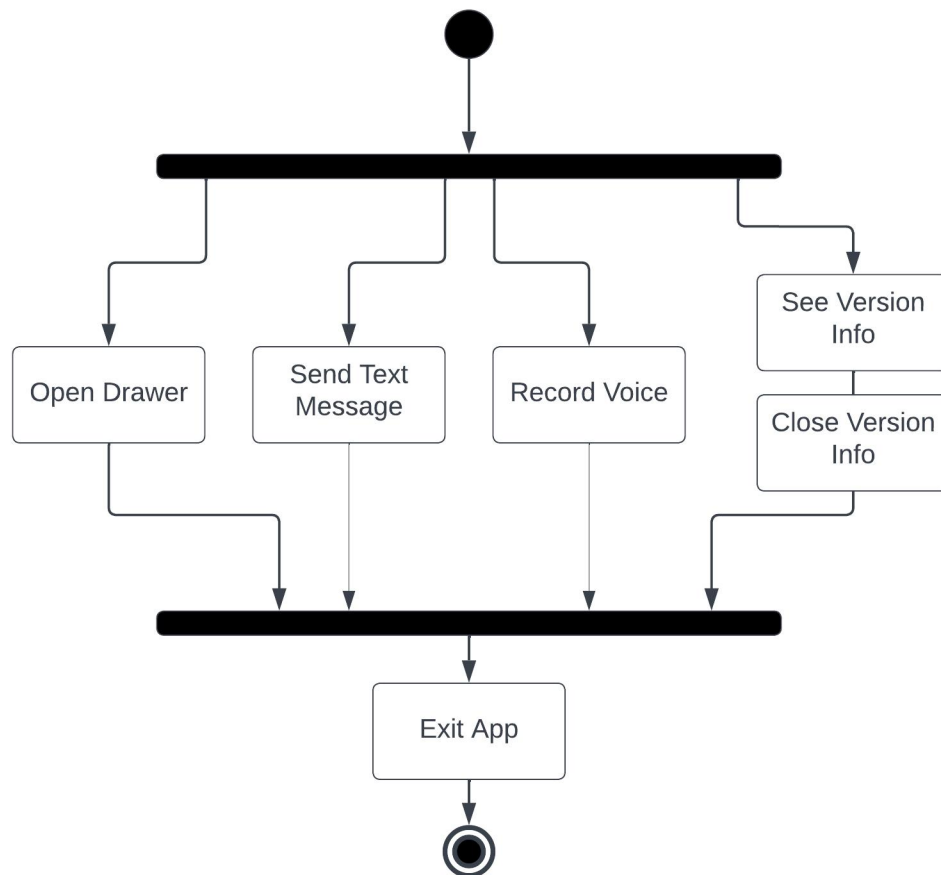 See Version
Info
Open Drawer
Send Text
Message
Record Voice
Close Version
Info
Exit App